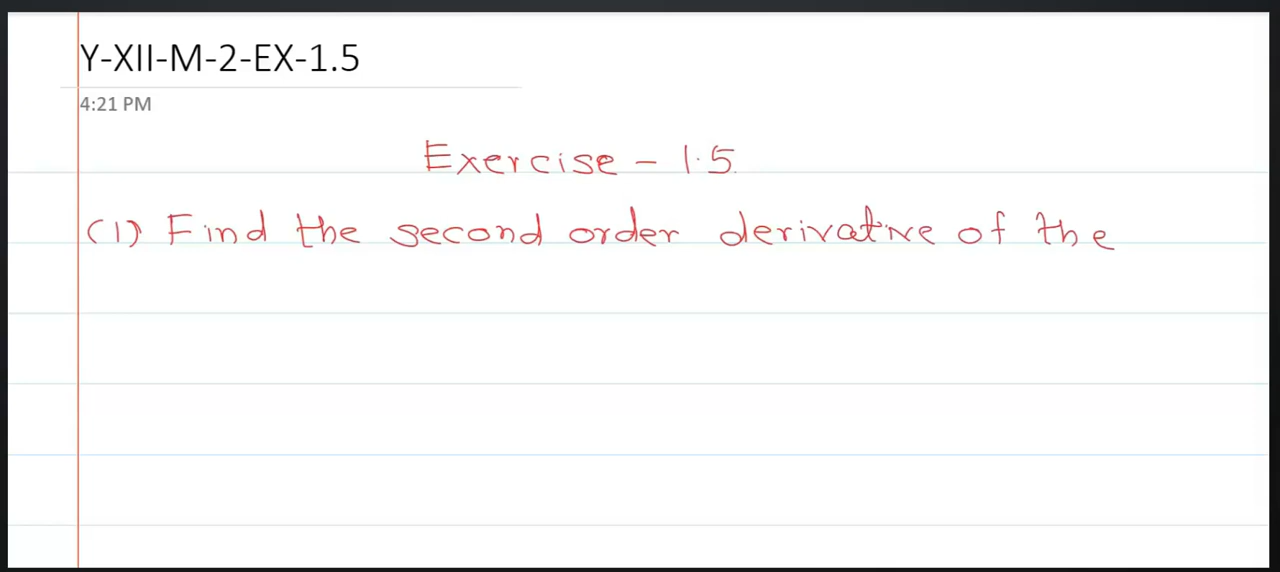 Y-XII-M-2-EX-1.5
4:21 PM
Exercise - 1.5
(1) Find the second order derivative of the